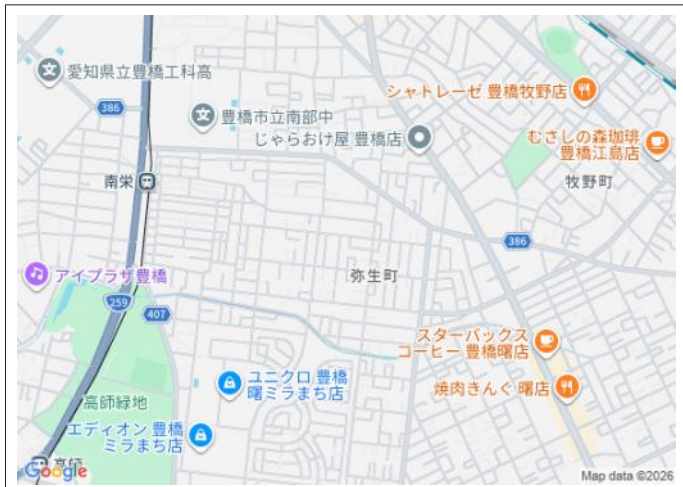 愛知県立豊橋工科高
シャトレーゼ 豊橋牧野店
386
豊橋市立南部中
じゃらおけ屋 豊橋店
むさしの森珈琲
豊橋江島店
南栄
牧野町
386
アイプラザ豊橋
弥生町
259
407
スターバックス
コーヒー 豊橋曙店
ユニクロ 豊橋
曙ミラまち店
焼肉きんぐ 曙店
高師緑地
エディオン 豊橋
ミラまち店
高師
Google
Map data ©2026